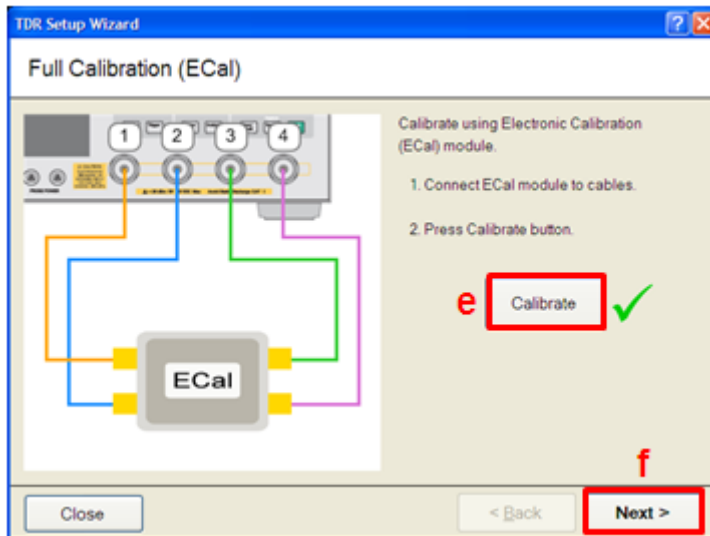 TDR Setup Wizard
Full Calibration (ECal)
1 2 3 4
Calibrate using Electronic Calibration
(ECal) module.
1. Connect ECal module to cables.
2. Press Calibrate button.
e Calibrate
ECal
f
Close < Back Next >